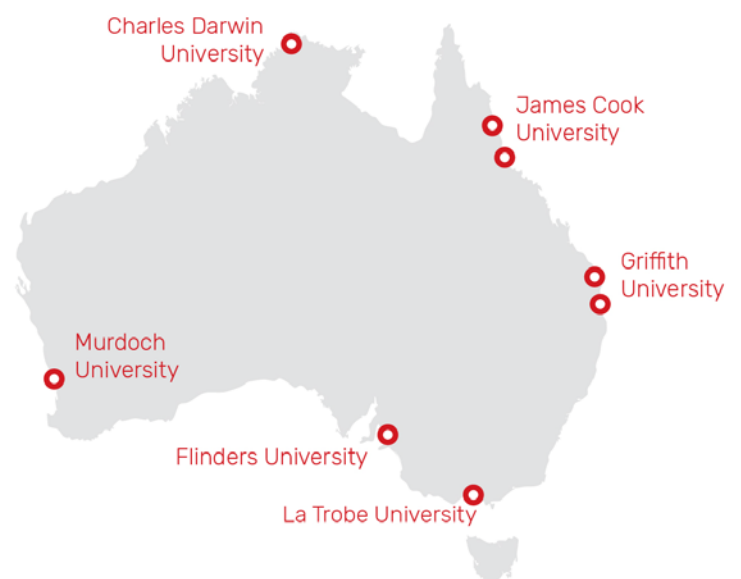 Charles Darwin
University
James Cook
University
Griffith
University
Murdoch
University
Flinders University
La Trobe University